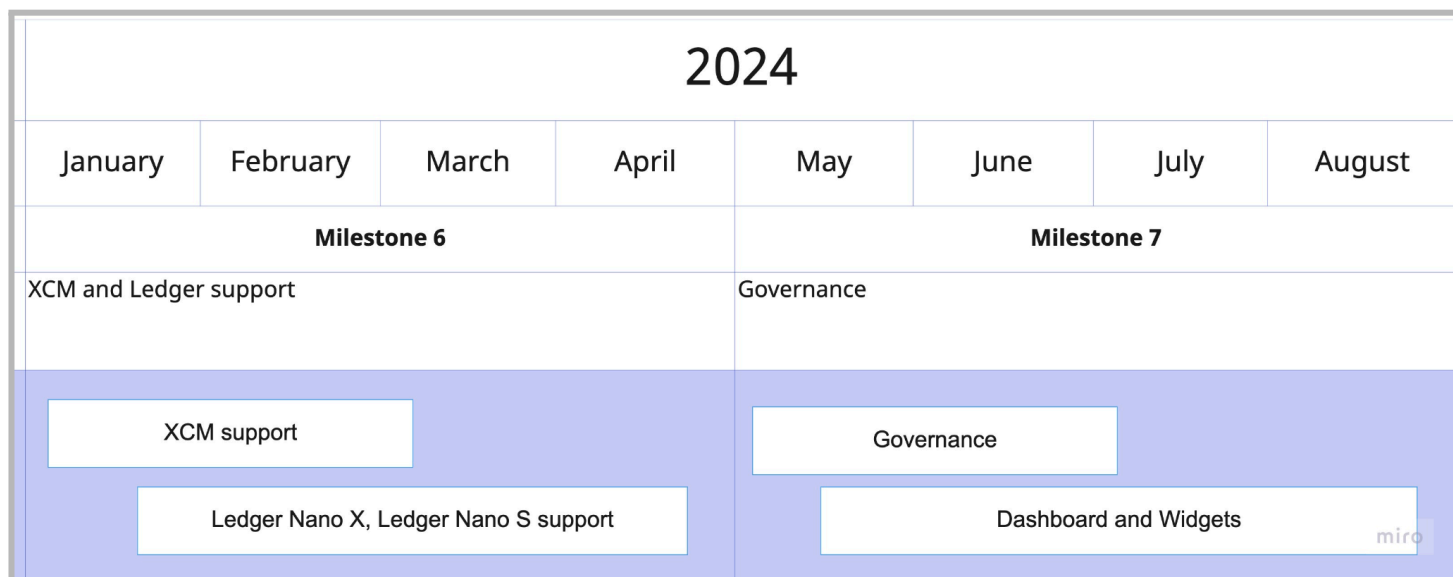 2024
January February March April May June July August
Milestone 6 Milestone 7
XCM and Ledger support Governance
XCM support
Governance
Ledger Nano X, Ledger Nano S support Dashboard and Widgets
miro